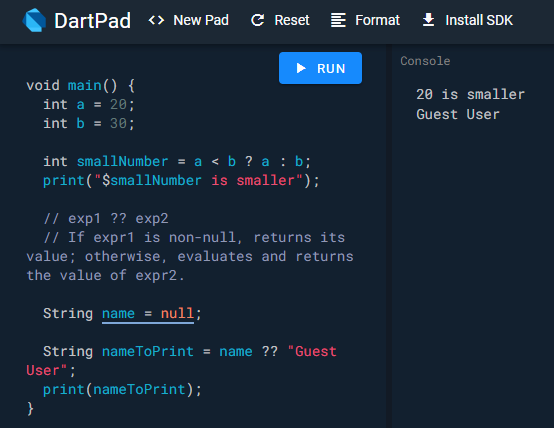 DartPad <> New Pad Reset Format Install SDK
RUN
Console
void main() {
int a = 20;
int b = 30;
int smallNumber = a < b ? a : b;
print("$smallNumber is smaller");
// exp1 ?? exp2
// If expr1 is non-null, returns its
value; otherwise, evaluates and returns
the value of expr2.
String name = null;
String nameToPrint = name ?? "Guest
User";
print(nameToPrint);
}
20 is smaller
Guest User